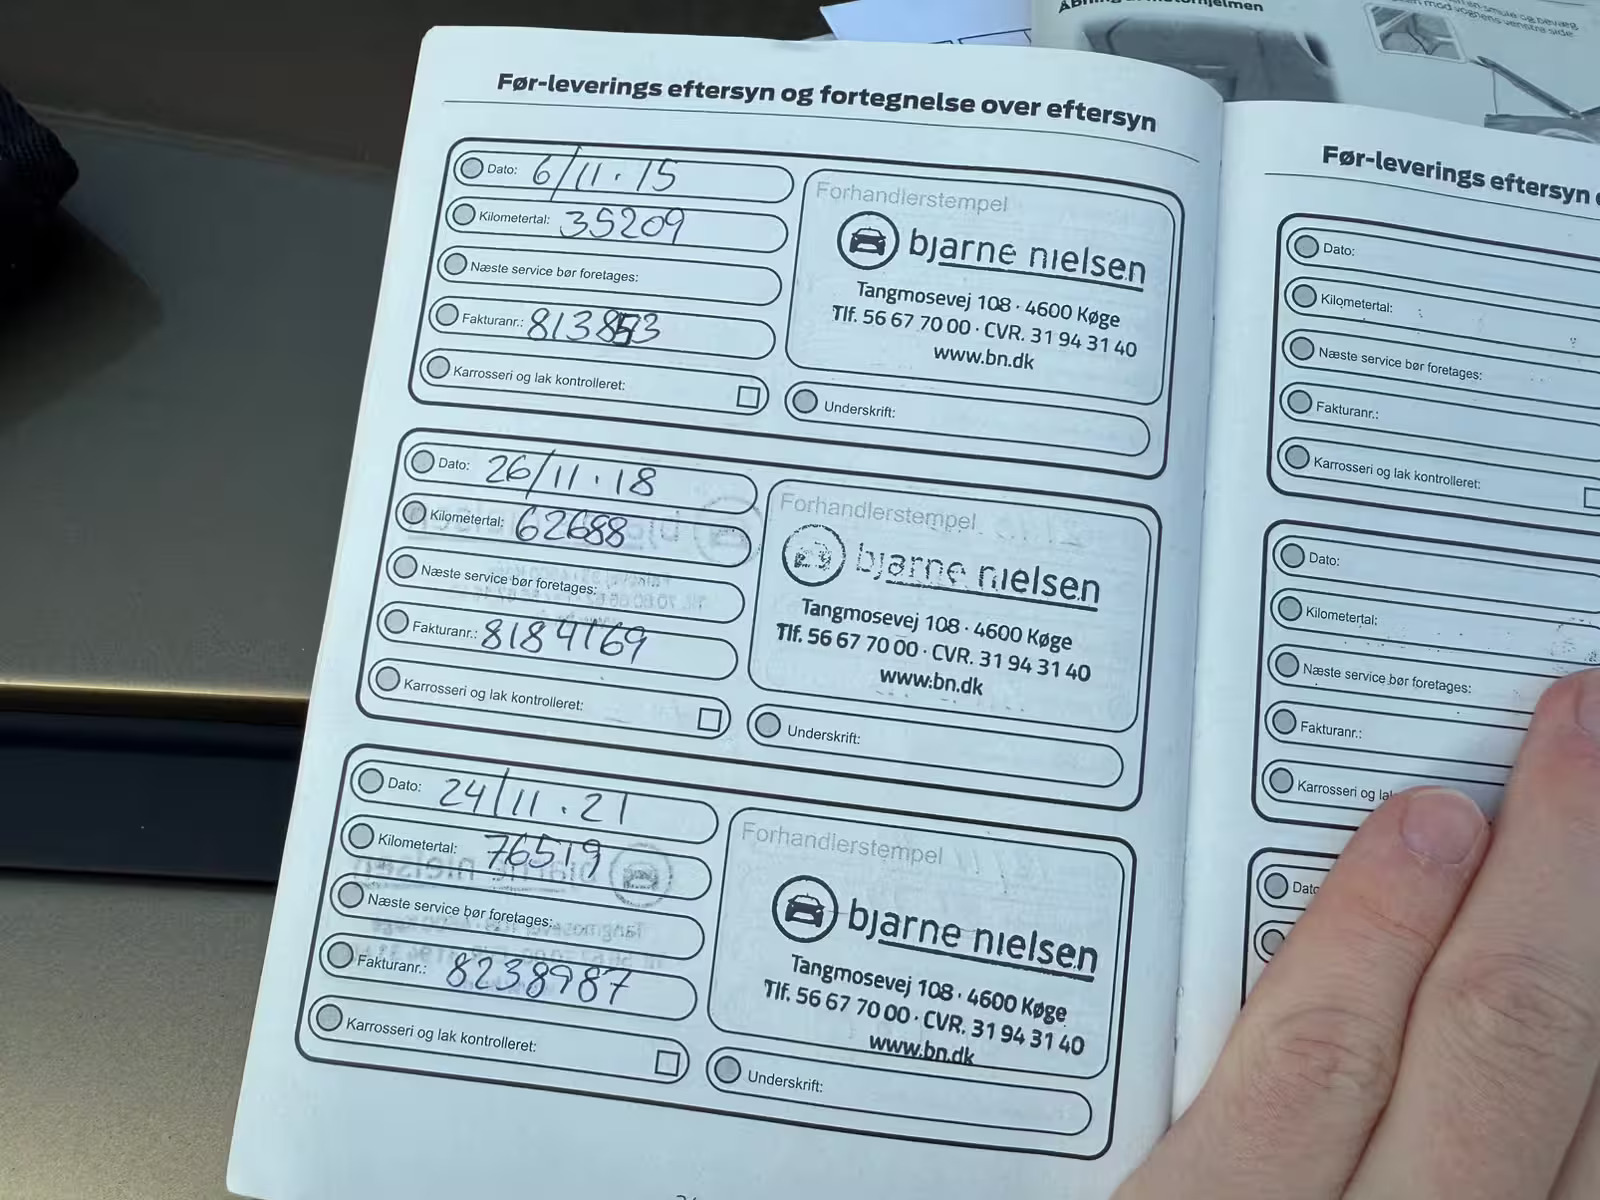 Før-leverings eftersyn og fortegnelse over eftersyn
Dato: 6/11.15
Kilometertal: 35209
Næste service bør foretages:
Fakturanr.:
Karrosseri og lak kontrolleret:
Forhandlerstempel
bjarne nielsen
Tangmosevej 108 · 4600 Køge
Tlf. 56 67 70 00 · CVR. 31 94 31 40
www.bn.dk
Underskrift:
Dato: 26/11.18
Kilometertal: 62688
Næste service bør foretages:
Fakturanr.: 8184769
Karrosseri og lak kontrolleret:
Forhandlerstempel
bjarne nielsen
Tangmosevej 108 · 4600 Køge
Tlf. 56 67 70 00 · CVR. 31 94 31 40
www.bn.dk
Underskrift:
Dato: 24/11.21
Kilometertal: 76579
Næste service bør foretages:
Fakturanr.: 8238987
Karrosseri og lak kontrolleret:
Forhandlerstempel
bjarne nielsen
Tangmosevej 108 · 4600 Køge
Tlf. 56 67 70 00 · CVR. 31 94 31 40
www.bn.dk
Underskrift:
Før-leverings eftersyn
Dato:
Kilometertal:
Næste service bør foretages:
Fakturanr.:
Karrosseri og lak kontrolleret:
Dato:
Kilometertal:
Næste service bør foretages:
Fakturanr.:
Karrosseri og
vognens venstre side